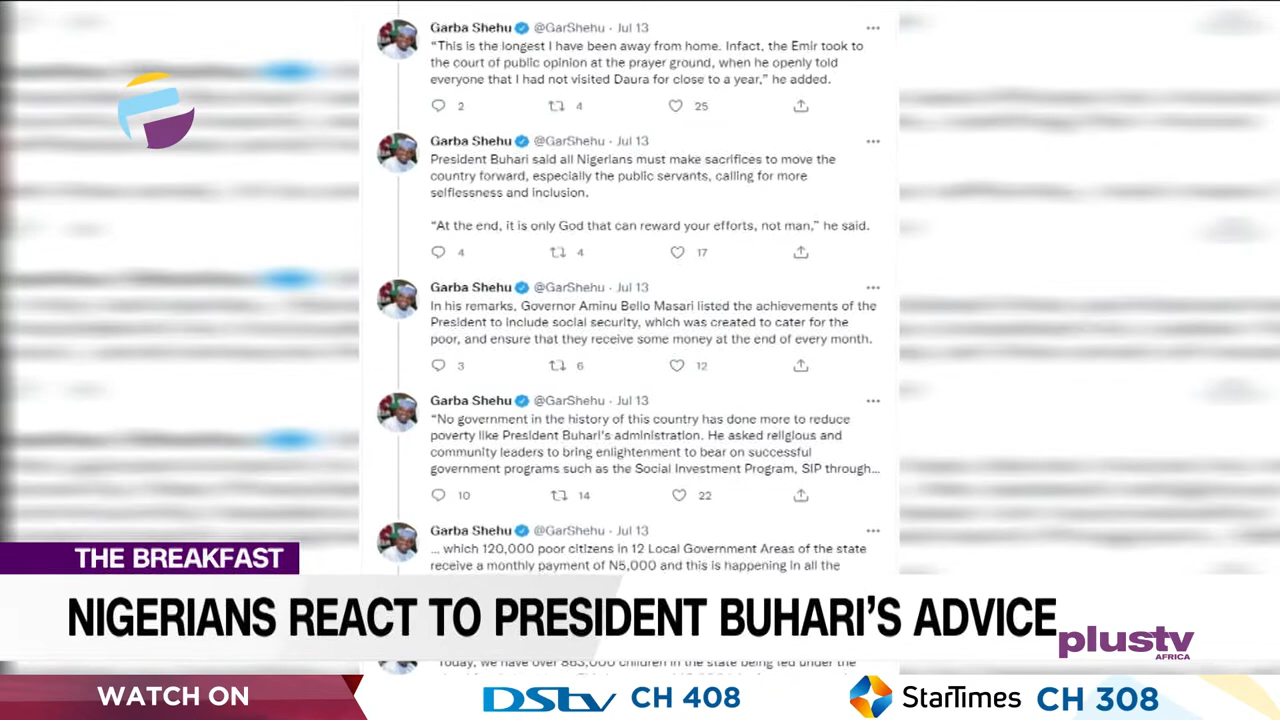 Garba Shehu @GarShehu · Jul 13 ...
“This is the longest I have been away from home. Infact, the Emir took to
the court of public opinion at the prayer ground, when he openly told
everyone that I had not visited Daura for close to a year,” he added.
2 4 25
Garba Shehu @GarShehu · Jul 13 ...
President Buhari said all Nigerians must make sacrifices to move the
country forward, especially the public servants, calling for more
selflessness and inclusion.
“At the end, it is only God that can reward your efforts, not man,” he said.
4 4 17
Garba Shehu @GarShehu · Jul 13 ...
In his remarks, Governor Aminu Bello Masari listed the achievements of the
President to include social security, which was created to cater for the
poor, and ensure that they receive some money at the end of every month.
3 6 12
Garba Shehu @GarShehu · Jul 13 ...
“No government in the history of this country has done more to reduce
poverty like President Buhari's administration. He asked religious and
community leaders to bring enlightenment to bear on successful
government programs such as the Social Investment Program, SIP through...
10 14 22
Garba Shehu @GarShehu · Jul 13 ...
... which 120,000 poor citizens in 12 Local Government Areas of the state
receive a monthly payment of N5,000 and this is happening in all the
THE BREAKFAST
NIGERIANS REACT TO PRESIDENT BUHARI’S ADVICE
plustv
AFRICA
“Today, we have over 863,000 children in the state being fed under the
WATCH ON DStv CH 408 StarTimes CH 308